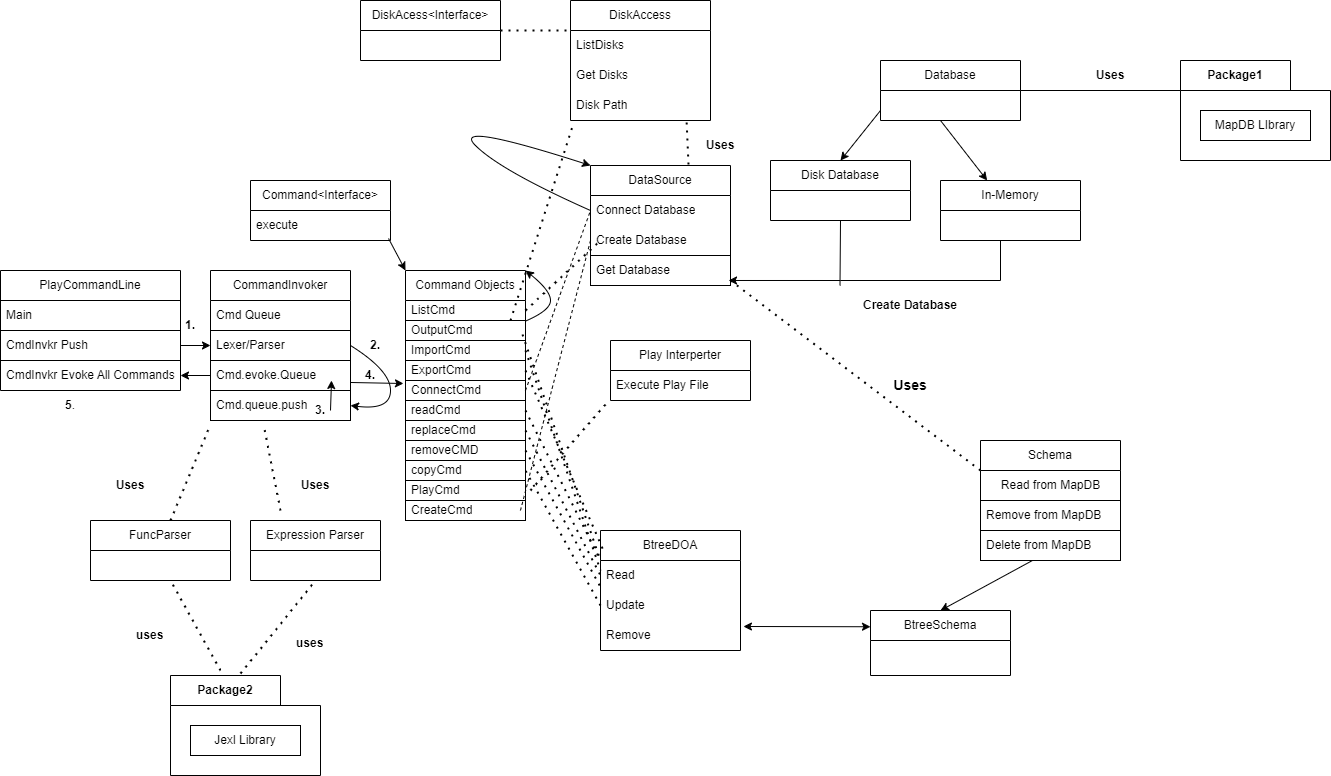 DiskAcess<Interface>
DiskAccess
ListDisks
Get Disks
Disk Path
Uses
Database
Uses
Package1
MapDB LIbrary
Disk Database
In-Memory
Create Database
DataSource
Connect Database
Create Database
Get Database
Command<Interface>
execute
PlayCommandLine
Main
CmdInvkr Push
CmdInvkr Evoke All Commands
5.
1.
CommandInvoker
Cmd Queue
Lexer/Parser
Cmd.evoke.Queue
Cmd.queue.push
2.
4.
3.
Command Objects
ListCmd
OutputCmd
ImportCmd
ExportCmd
ConnectCmd
readCmd
replaceCmd
removeCMD
copyCmd
PlayCmd
CreateCmd
Play Interperter
Execute Play File
Uses
Schema
Read from MapDB
Remove from MapDB
Delete from MapDB
Uses
Uses
FuncParser
Expression Parser
BtreeDOA
Read
Update
Remove
BtreeSchema
uses
uses
Package2
Jexl Library